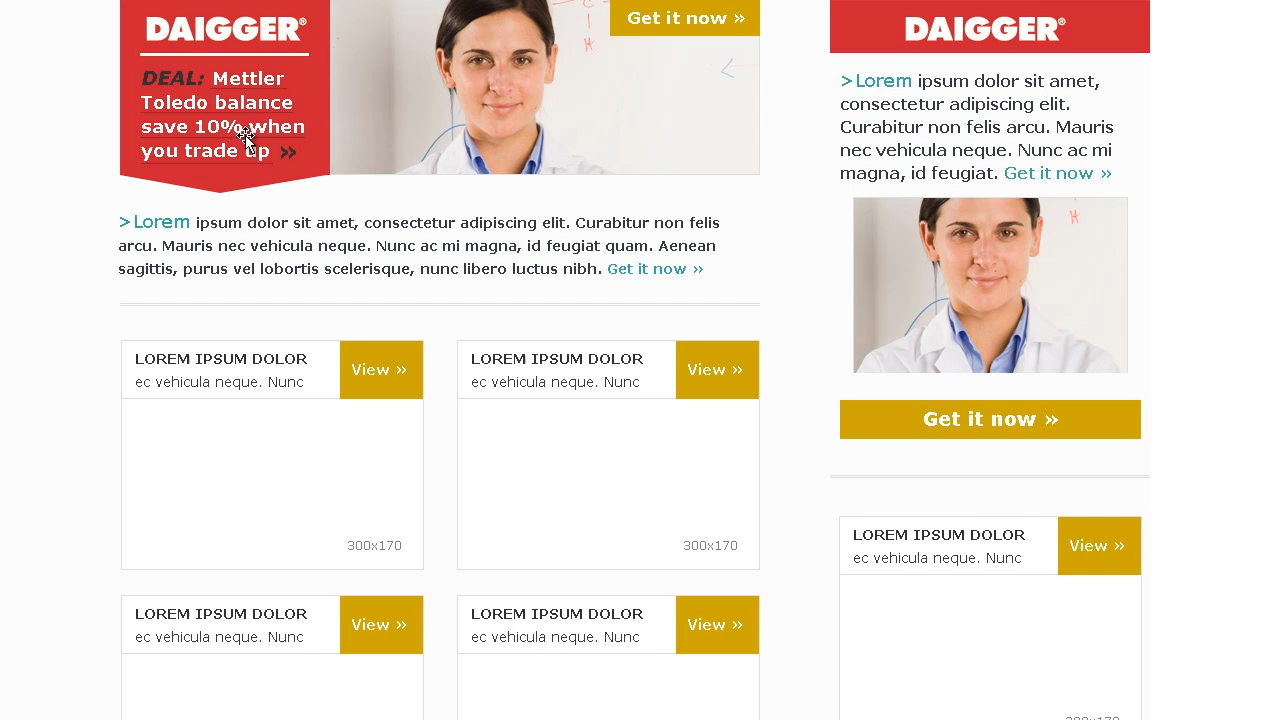 DAIGGER®
DEAL: Mettler
Toledo balance
save 10% when
you trade up »
Get it now »
>Lorem ipsum dolor sit amet, consectetur adipiscing elit. Curabitur non felis
arcu. Mauris nec vehicula neque. Nunc ac mi magna, id feugiat quam. Aenean
sagittis, purus vel lobortis scelerisque, nunc libero luctus nibh. Get it now »
LOREM IPSUM DOLOR
ec vehicula neque. Nunc
View »
300x170
LOREM IPSUM DOLOR
ec vehicula neque. Nunc
View »
300x170
LOREM IPSUM DOLOR
ec vehicula neque. Nunc
View »
LOREM IPSUM DOLOR
ec vehicula neque. Nunc
View »
DAIGGER®
>Lorem ipsum dolor sit amet,
consectetur adipiscing elit.
Curabitur non felis arcu. Mauris
nec vehicula neque. Nunc ac mi
magna, id feugiat. Get it now »
Get it now »
LOREM IPSUM DOLOR
ec vehicula neque. Nunc
View »